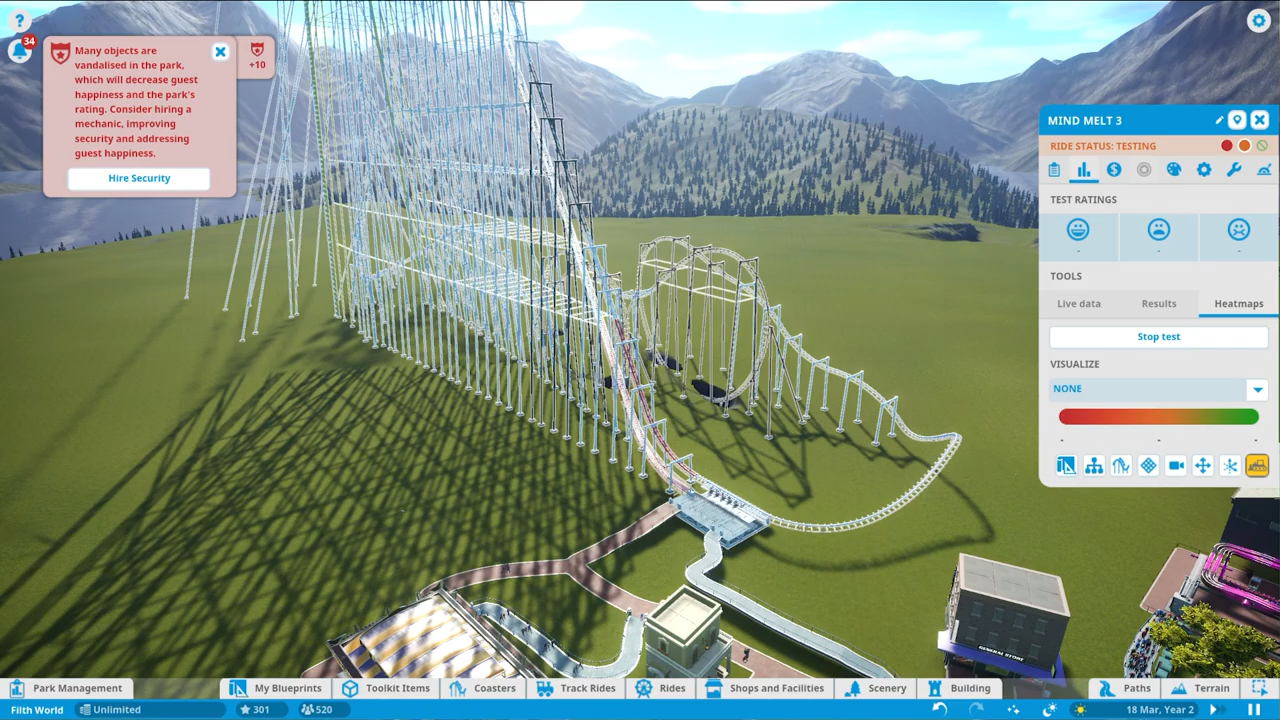 ?
34
Many objects are
vandalised in the park,
which will decrease guest
happiness and the park's
rating. Consider hiring a
mechanic, improving
security and addressing
guest happiness.
Hire Security
+10
MIND MELT 3
RIDE STATUS: TESTING
TEST RATINGS
- - -
TOOLS
Live data Results Heatmaps
Stop test
VISUALIZE
NONE
- - -
GENERAL STORE
Park Management My Blueprints Toolkit Items Coasters Track Rides Rides Shops and Facilities Scenery Building Paths Terrain
Filth World Unlimited 301 520 18 Mar, Year 2